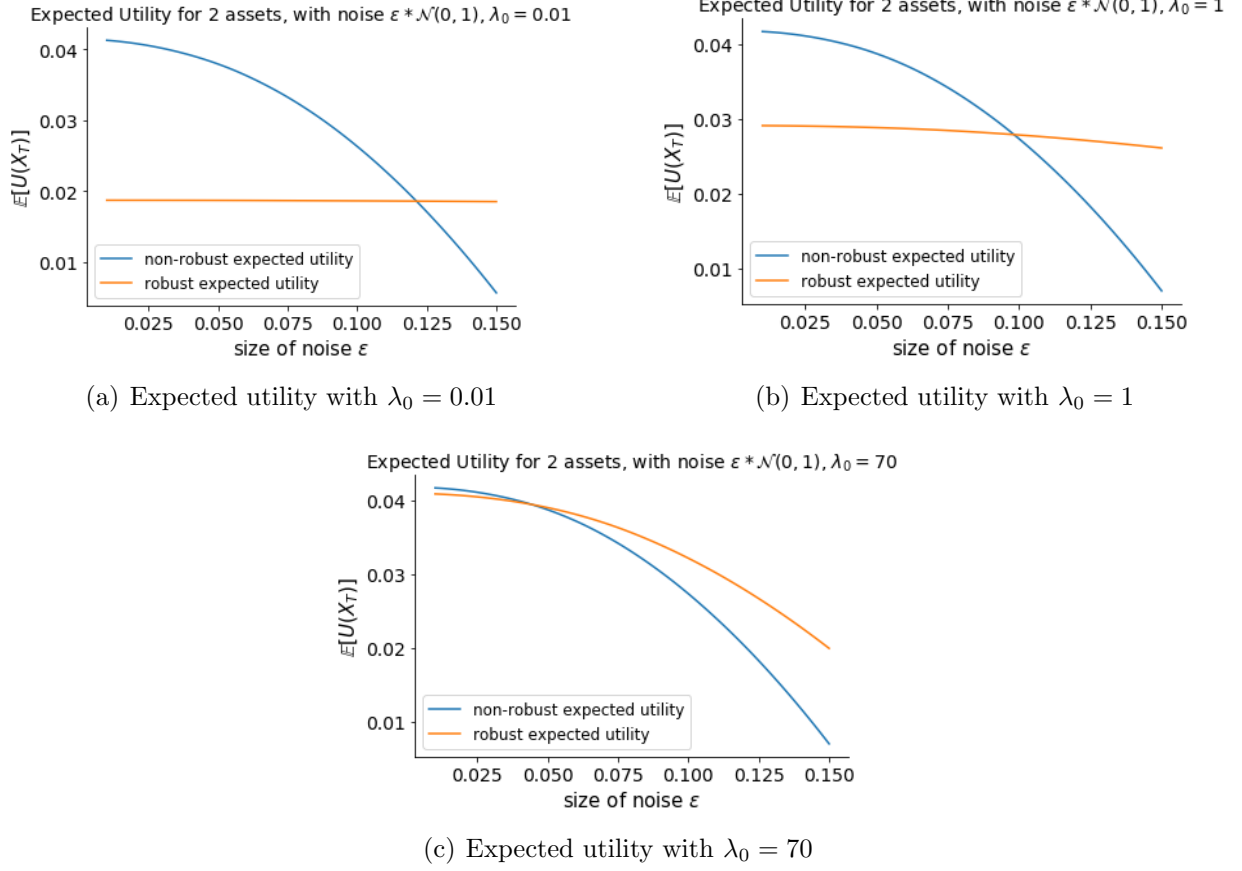 Expected Utility for 2 assets, with noise ε * 𝒩(0, 1), λ₀ = 0.01
𝔼[U(X_T)]
0.04
0.03
0.02
0.01
non-robust expected utility
robust expected utility
0.025 0.050 0.075 0.100 0.125 0.150
size of noise ε
(a) Expected utility with λ₀ = 0.01
Expected Utility for 2 assets, with noise ε * 𝒩(0, 1), λ₀ = 1
𝔼[U(X_T)]
0.04
0.03
0.02
0.01
non-robust expected utility
robust expected utility
0.025 0.050 0.075 0.100 0.125 0.150
size of noise ε
(b) Expected utility with λ₀ = 1
Expected Utility for 2 assets, with noise ε * 𝒩(0, 1), λ₀ = 70
𝔼[U(X_T)]
0.04
0.03
0.02
0.01
non-robust expected utility
robust expected utility
0.025 0.050 0.075 0.100 0.125 0.150
size of noise ε
(c) Expected utility with λ₀ = 70